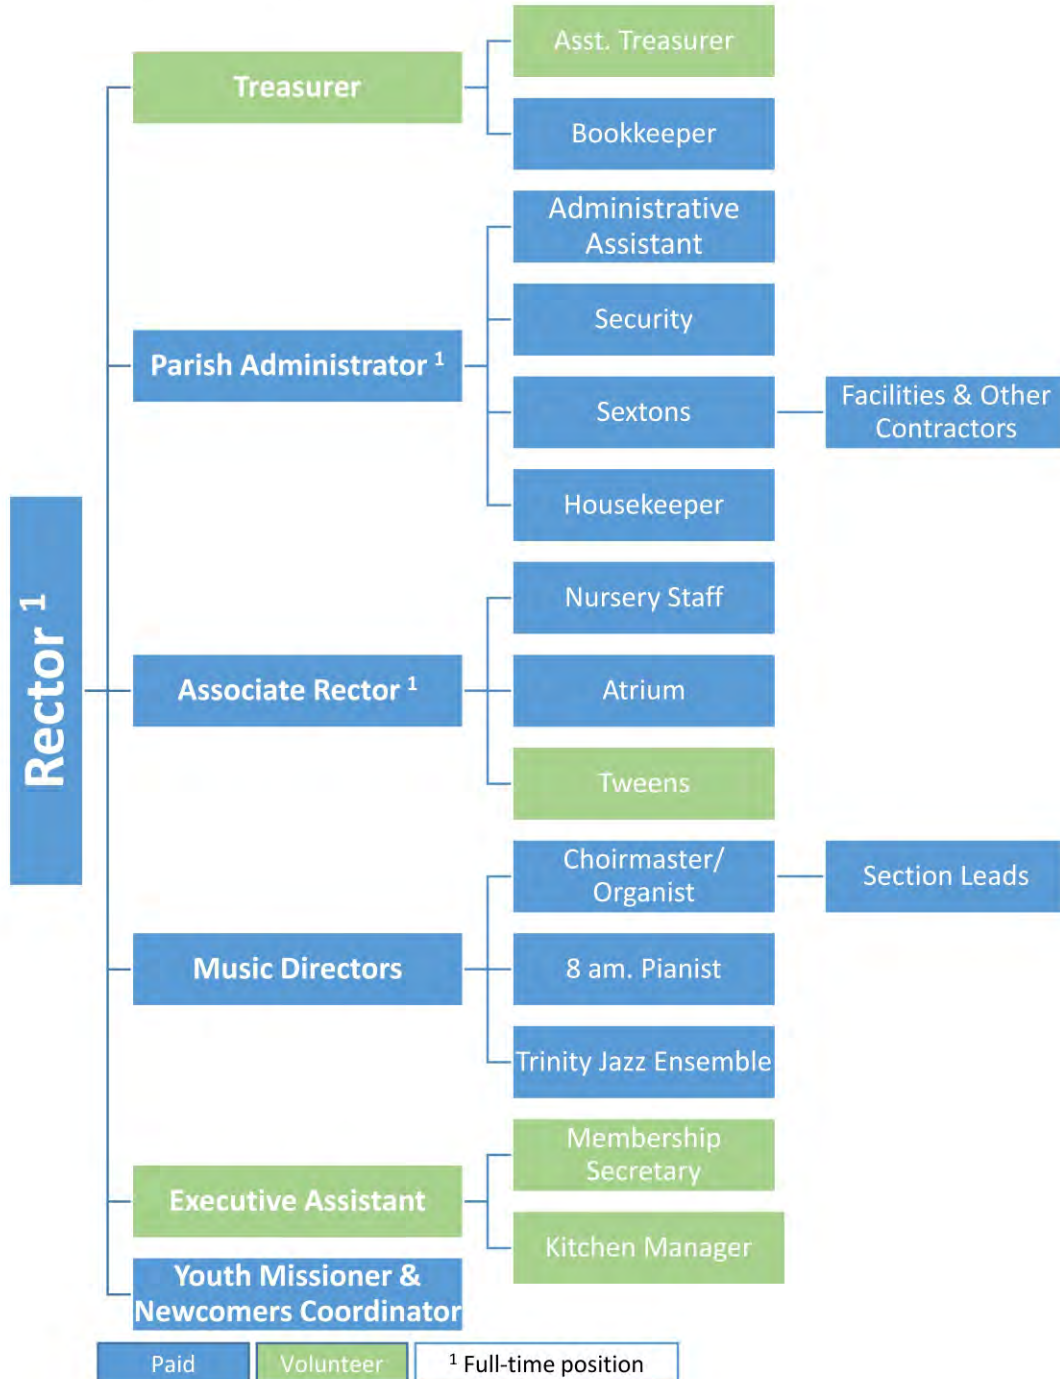 Asst. Treasurer
Treasurer
Bookkeeper
Administrative
Assistant
Security
Parish Administrator ¹
Sextons
Facilities & Other
Contractors
Housekeeper
Rector ¹
Nursery Staff
Associate Rector ¹
Atrium
Tweens
Choirmaster/
Organist
Section Leads
Music Directors
8 am. Pianist
Trinity Jazz Ensemble
Membership
Secretary
Executive Assistant
Kitchen Manager
Youth Missioner &
Newcomers Coordinator
Paid
Volunteer
¹ Full-time position